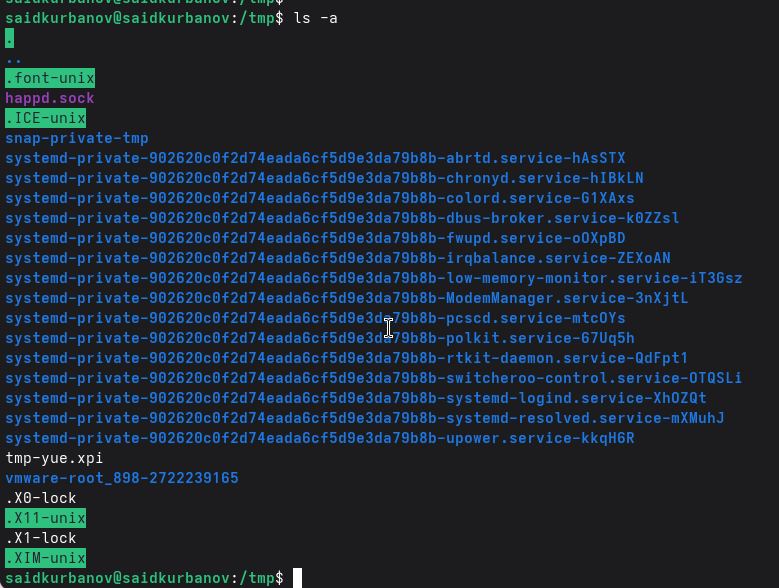 saidkurbanov@saidkurbanov:/tmp$
saidkurbanov@saidkurbanov:/tmp$ ls -a
.
..
.font-unix
happd.sock
.ICE-unix
snap-private-tmp
systemd-private-902620c0f2d74eada6cf5d9e3da79b8b-abrtd.service-hAsSTX
systemd-private-902620c0f2d74eada6cf5d9e3da79b8b-chronyd.service-hIBkLN
systemd-private-902620c0f2d74eada6cf5d9e3da79b8b-colord.service-G1XAxs
systemd-private-902620c0f2d74eada6cf5d9e3da79b8b-dbus-broker.service-k0ZZsl
systemd-private-902620c0f2d74eada6cf5d9e3da79b8b-fwupd.service-oOXpBD
systemd-private-902620c0f2d74eada6cf5d9e3da79b8b-irqbalance.service-ZEXoAN
systemd-private-902620c0f2d74eada6cf5d9e3da79b8b-low-memory-monitor.service-iT3Gsz
systemd-private-902620c0f2d74eada6cf5d9e3da79b8b-ModemManager.service-3nXjtL
systemd-private-902620c0f2d74eada6cf5d9e3da79b8b-pcscd.service-mtcOYs
systemd-private-902620c0f2d74eada6cf5d9e3da79b8b-polkit.service-67Uq5h
systemd-private-902620c0f2d74eada6cf5d9e3da79b8b-rtkit-daemon.service-QdFpt1
systemd-private-902620c0f2d74eada6cf5d9e3da79b8b-switcheroo-control.service-OTQSLi
systemd-private-902620c0f2d74eada6cf5d9e3da79b8b-systemd-logind.service-XhOZQt
systemd-private-902620c0f2d74eada6cf5d9e3da79b8b-systemd-resolved.service-mXMuhJ
systemd-private-902620c0f2d74eada6cf5d9e3da79b8b-upower.service-kkqH6R
tmp-yue.xpi
vmware-root_898-2722239165
.X0-lock
.X11-unix
.X1-lock
.XIM-unix
saidkurbanov@saidkurbanov:/tmp$